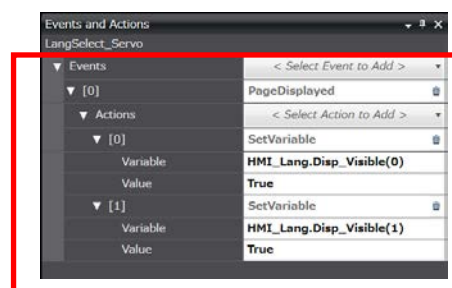 Events and Actions
LangSelect_Servo
Events < Select Event to Add >
[0] PageDisplayed
Actions < Select Action to Add >
[0] SetVariable
Variable HMI_Lang.Disp_Visible(0)
Value True
[1] SetVariable
Variable HMI_Lang.Disp_Visible(1)
Value True